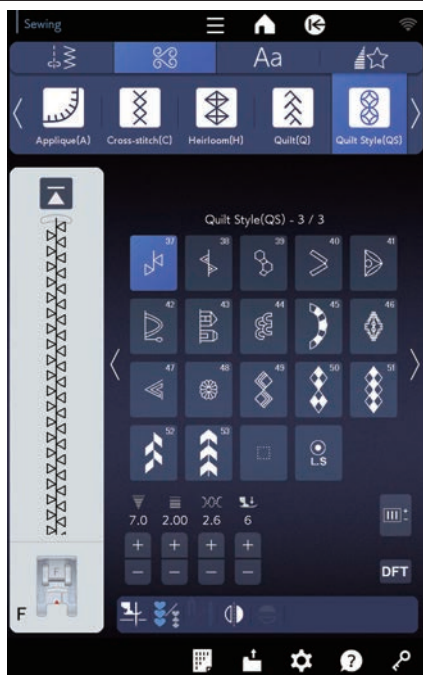 Sewing
Aa
Applique(A) Cross-stitch(C) Heirloom(H) Quilt(Q) Quilt Style(QS)
Quilt Style(QS) - 3 / 3
37 38 39 40 41
42 43 44 45 46
47 48 49 50 51
52 53
L.S
7.0 2.00 2.6 6
+ + + +
− − − −
DFT
F
?